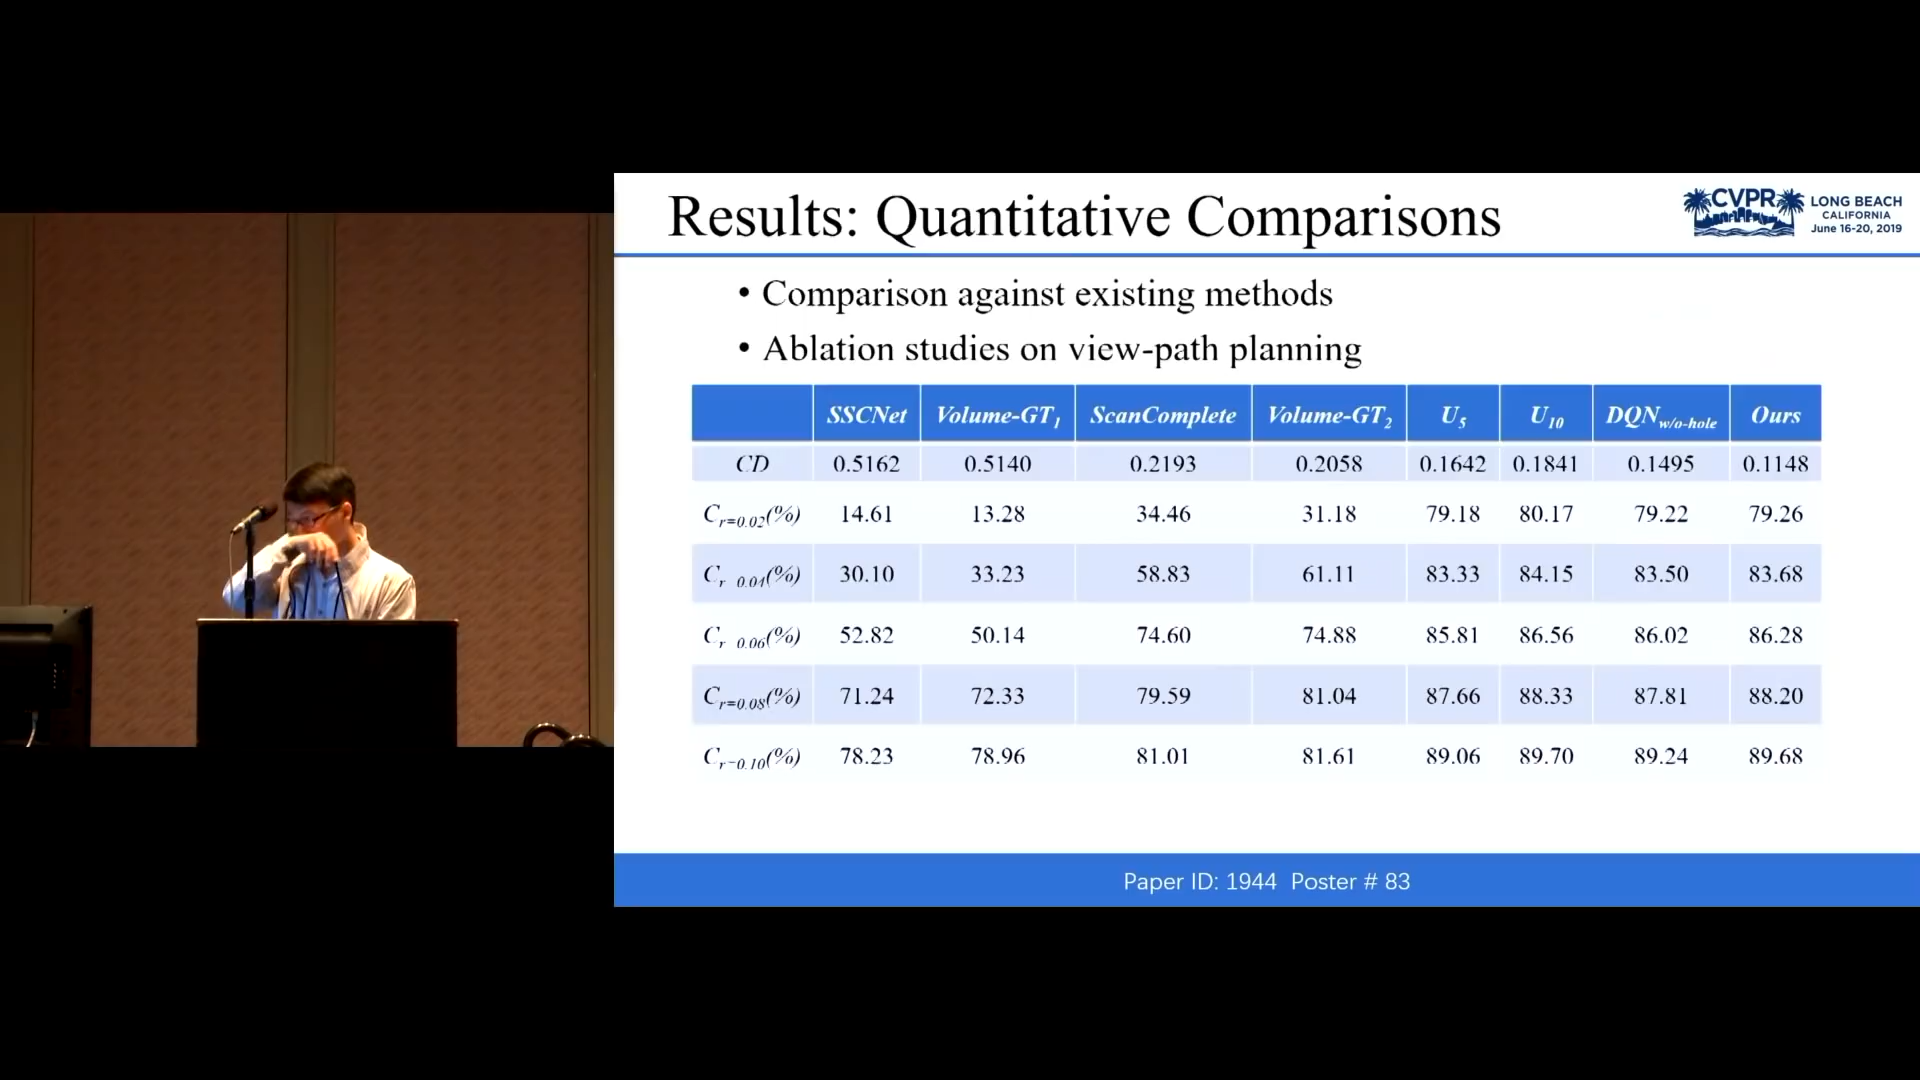 Results: Quantitative Comparisons
CVPR LONG BEACH
CALIFORNIA
June 16-20, 2019
• Comparison against existing methods
• Ablation studies on view-path planning
SSCNet Volume-GT1 ScanComplete Volume-GT2 U5 U10 DQNw/o-hole Ours
CD 0.5162 0.5140 0.2193 0.2058 0.1642 0.1841 0.1495 0.1148
Cr=0.02(%) 14.61 13.28 34.46 31.18 79.18 80.17 79.22 79.26
Cr=0.04(%) 30.10 33.23 58.83 61.11 83.33 84.15 83.50 83.68
Cr=0.06(%) 52.82 50.14 74.60 74.88 85.81 86.56 86.02 86.28
Cr=0.08(%) 71.24 72.33 79.59 81.04 87.66 88.33 87.81 88.20
Cr=0.10(%) 78.23 78.96 81.01 81.61 89.06 89.70 89.24 89.68
Paper ID: 1944 Poster # 83